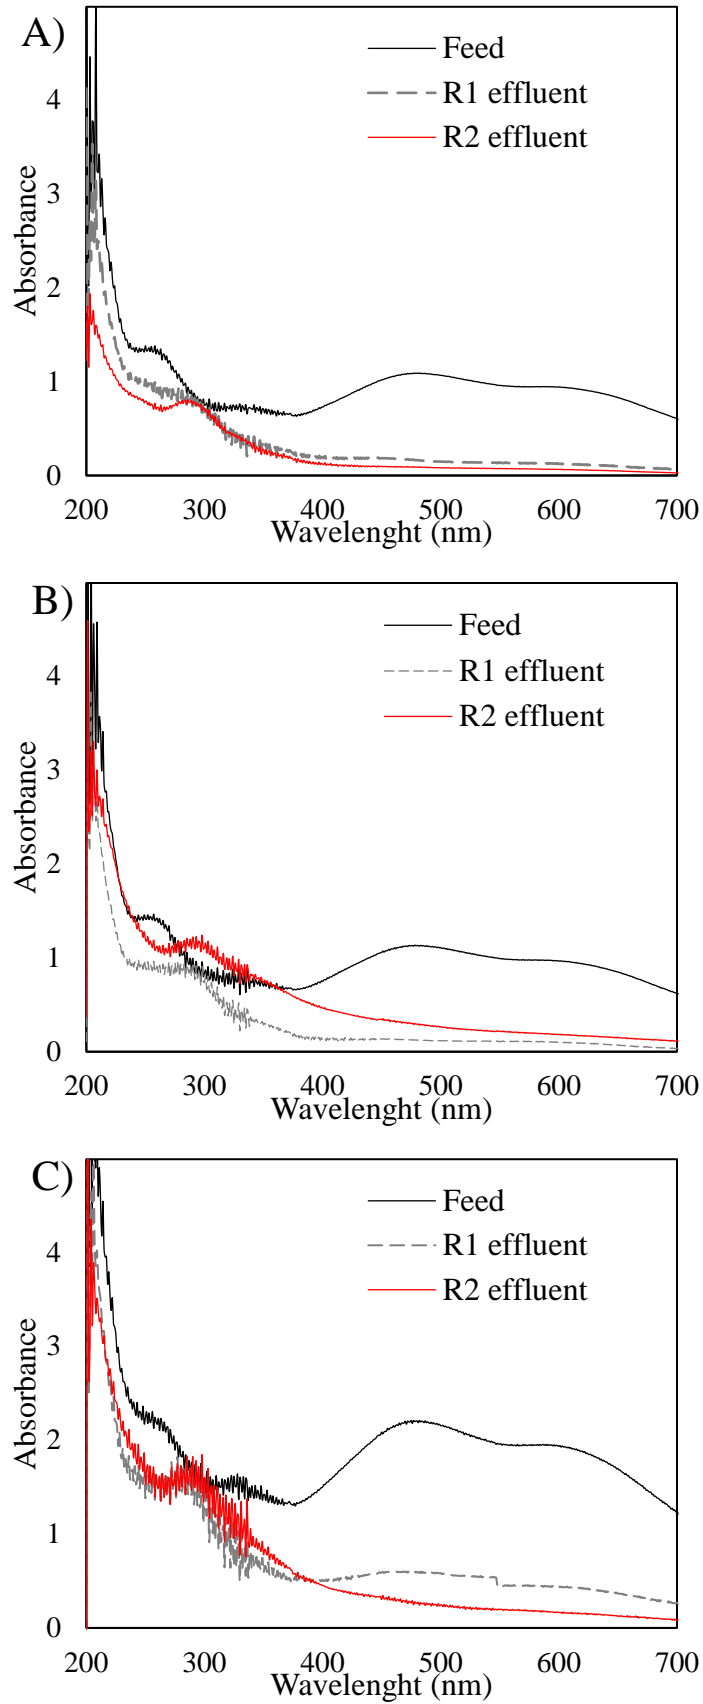 A)
Feed
R1 effluent
R2 effluent
4
3
2
1
0
Absorbance
200 300 400 500 600 700
Wavelenght (nm)
B)
Feed
R1 effluent
R2 effluent
4
3
2
1
0
Absorbance
200 300 400 500 600 700
Wavelenght (nm)
C)
Feed
R1 effluent
R2 effluent
4
3
2
1
0
Absorbance
200 300 400 500 600 700
Wavelenght (nm)